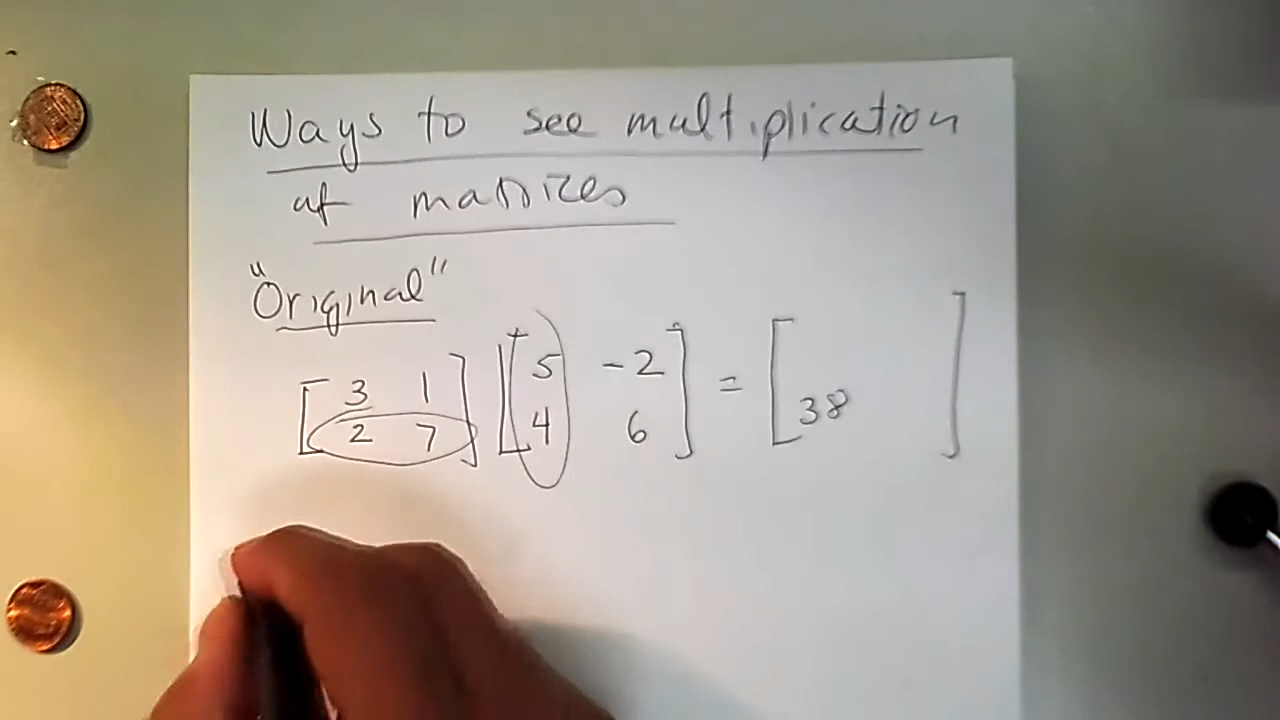 Ways to see multiplication
of matrices
"Original"
[ 3 1 ] [ 5 -2 ] = [ ]
[ 2 7 ] [ 4 6 ] [ 38 ]